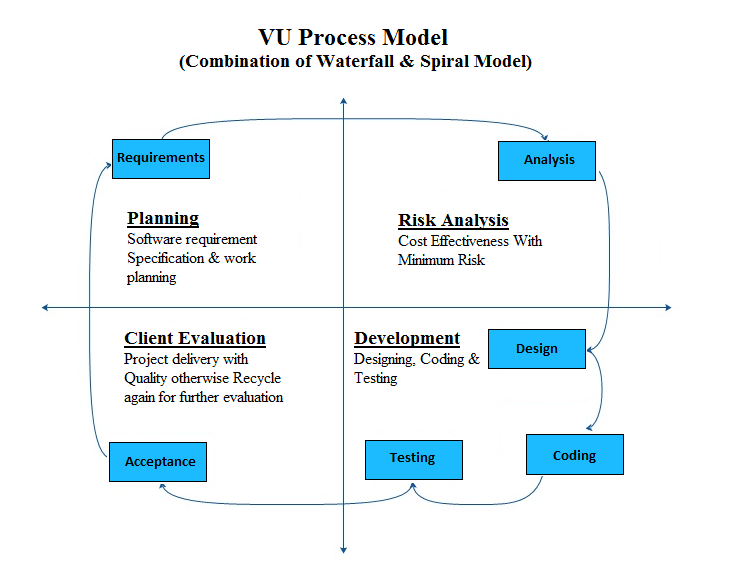 VU Process Model
(Combination of Waterfall & Spiral Model)
Requirements
Analysis
Planning
Software requirement
Specification & work
planning
Risk Analysis
Cost Effectiveness With
Minimum Risk
Client Evaluation
Project delivery with
Quality otherwise Recycle
again for further evaluation
Development
Designing, Coding &
Testing
Design
Acceptance
Testing
Coding